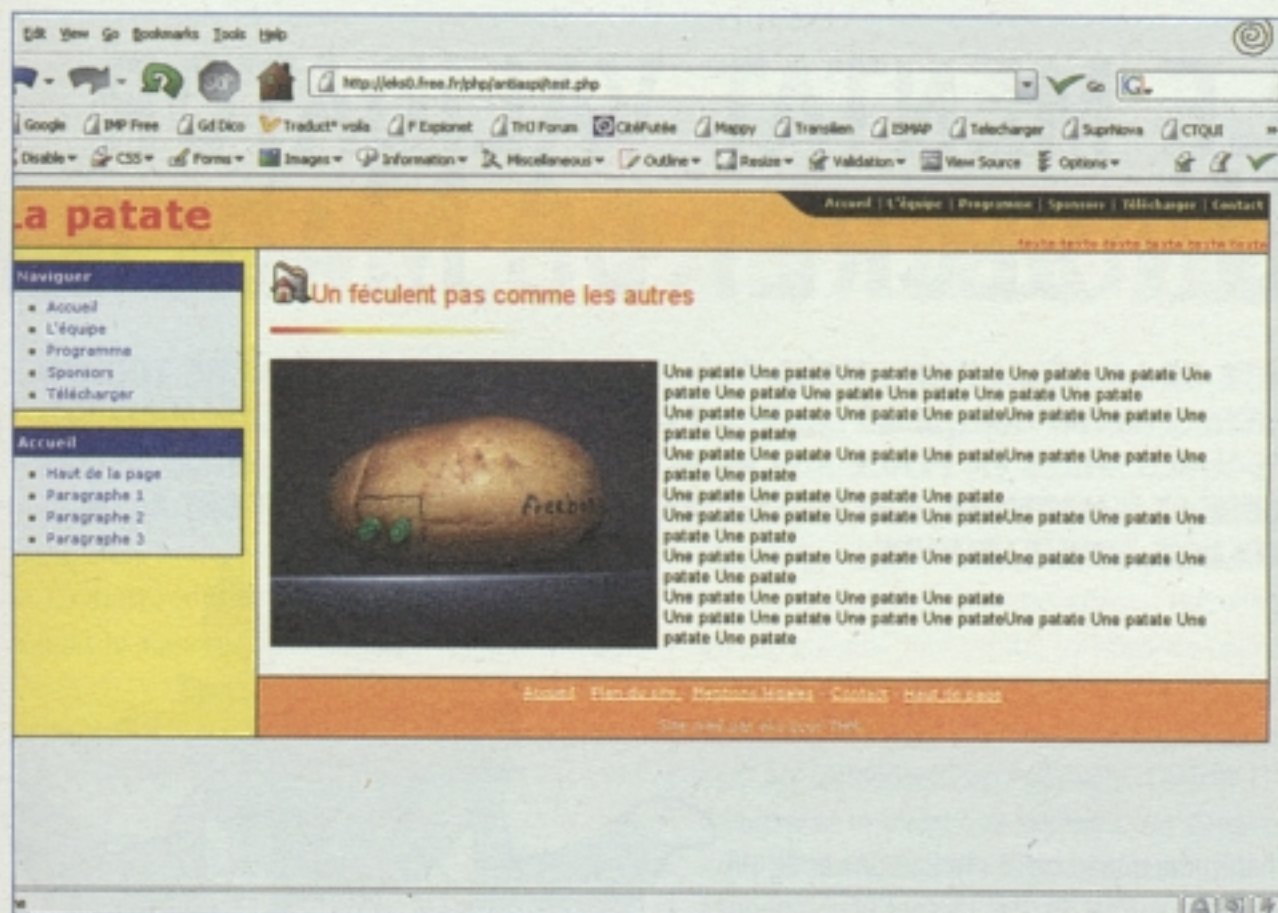 Edit View Go Bookmarks Tools Help
http://eks0.free.fr/php/antiaspi/test.php Go
Google IMP Free Gd Dico Traduct° voila F Espionet THJ Forum CitéFutée Mappy Transilien ISMAP Telecharger SuprNova CTQUI
Disable CSS Forms Images Information Miscellaneous Outline Resize Validation View Source Options
La patate
Accueil | L'équipe | Programme | Sponsors | Télécharger | Contact
texte texte texte texte texte texte
Naviguer
Accueil
L'équipe
Programme
Sponsors
Télécharger
Accueil
Haut de la page
Paragraphe 1
Paragraphe 2
Paragraphe 3
Un féculent pas comme les autres
Une patate Une patate Une patate Une patate Une patate Une patate Une
patate Une patate Une patate Une patate Une patate Une patate
Une patate Une patate Une patate Une patateUne patate Une patate Une
patate Une patate
Une patate Une patate Une patate Une patateUne patate Une patate Une
patate Une patate
Une patate Une patate Une patate Une patate
Une patate Une patate Une patate Une patateUne patate Une patate Une
patate Une patate
Une patate Une patate Une patate Une patateUne patate Une patate Une
patate Une patate
Une patate Une patate Une patate Une patate
Une patate Une patate Une patate Une patateUne patate Une patate Une
patate Une patate
Accueil Plan du site Mentions légales Contact Haut de page